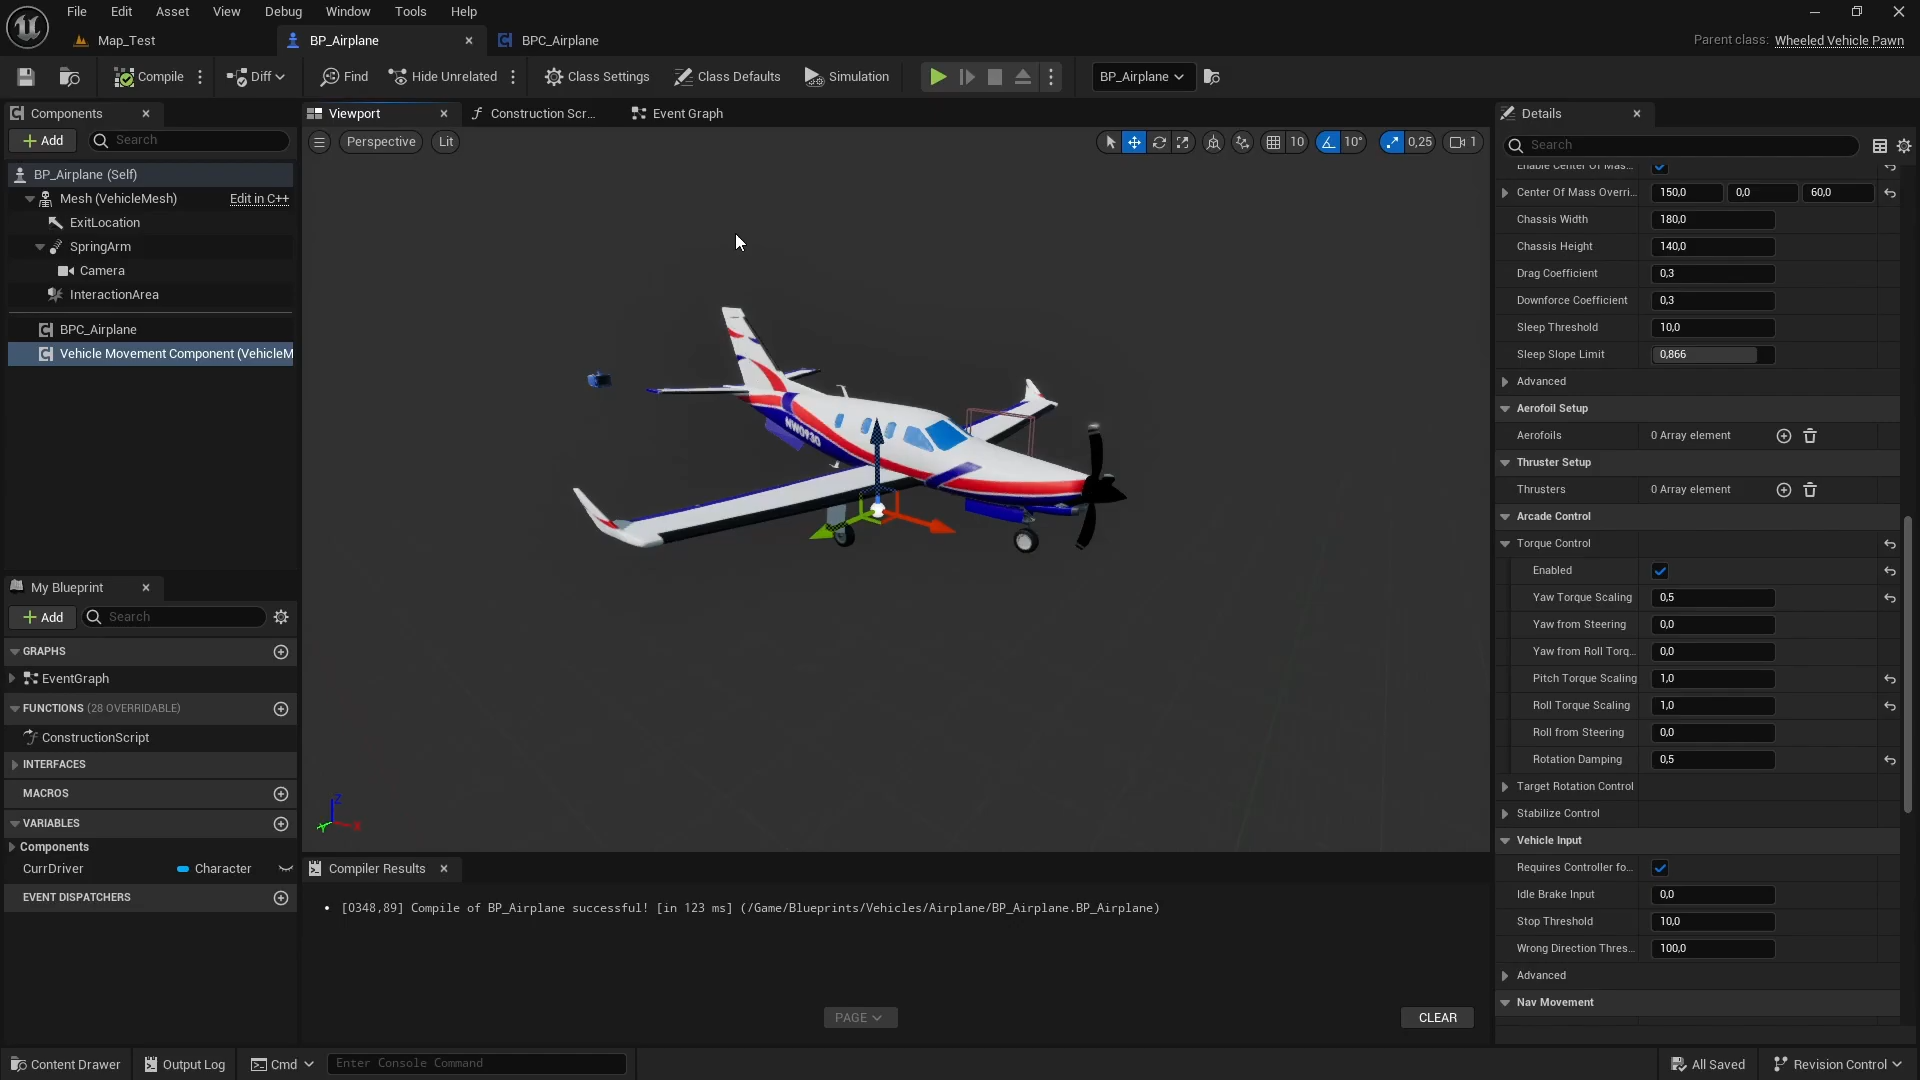 File Edit Asset View Debug Window Tools Help
Map_Test BP_Airplane BPC_Airplane
Parent class: Wheeled Vehicle Pawn
Compile Diff Find Hide Unrelated Class Settings Class Defaults Simulation BP_Airplane
Components
Add Search
BP_Airplane (Self)
Mesh (VehicleMesh) Edit in C++
ExitLocation
SpringArm
Camera
InteractionArea
BPC_Airplane
Vehicle Movement Component (VehicleM
My Blueprint
Add Search
GRAPHS
EventGraph
FUNCTIONS (28 OVERRIDABLE)
ConstructionScript
INTERFACES
MACROS
VARIABLES
Components
CurrDriver Character
EVENT DISPATCHERS
Viewport Construction Scr... Event Graph
Perspective Lit 10 10° 0,25 1
NW0930
Z
X
Y
Compiler Results
[0348,89] Compile of BP_Airplane successful! [in 123 ms] (/Game/Blueprints/Vehicles/Airplane/BP_Airplane.BP_Airplane)
PAGE CLEAR
Details
Search
Enable Center Of Mas...
Center Of Mass Overri... 150,0 0,0 60,0
Chassis Width 180,0
Chassis Height 140,0
Drag Coefficient 0,3
Downforce Coefficient 0,3
Sleep Threshold 10,0
Sleep Slope Limit 0,866
Advanced
Aerofoil Setup
Aerofoils 0 Array element
Thruster Setup
Thrusters 0 Array element
Arcade Control
Torque Control
Enabled
Yaw Torque Scaling 0,5
Yaw from Steering 0,0
Yaw from Roll Torq... 0,0
Pitch Torque Scaling 1,0
Roll Torque Scaling 1,0
Roll from Steering 0,0
Rotation Damping 0,5
Target Rotation Control
Stabilize Control
Vehicle Input
Requires Controller fo...
Idle Brake Input 0,0
Stop Threshold 10,0
Wrong Direction Thres... 100,0
Advanced
Nav Movement
Content Drawer Output Log Cmd Enter Console Command All Saved Revision Control